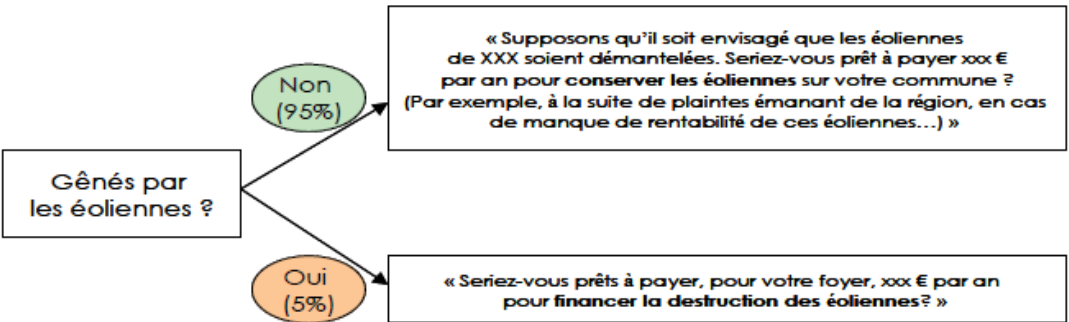 « Supposons qu'il soit envisagé que les éoliennes
de XXX soient démantelées. Seriez-vous prêt à payer xxx €
par an pour conserver les éoliennes sur votre commune ?
(Par exemple, à la suite de plaintes émanant de la région, en cas
de manque de rentabilité de ces éoliennes…) »
Non
(95%)
Gênés par
les éoliennes ?
Oui
(5%)
« Seriez-vous prêts à payer, pour votre foyer, xxx € par an
pour financer la destruction des éoliennes? »